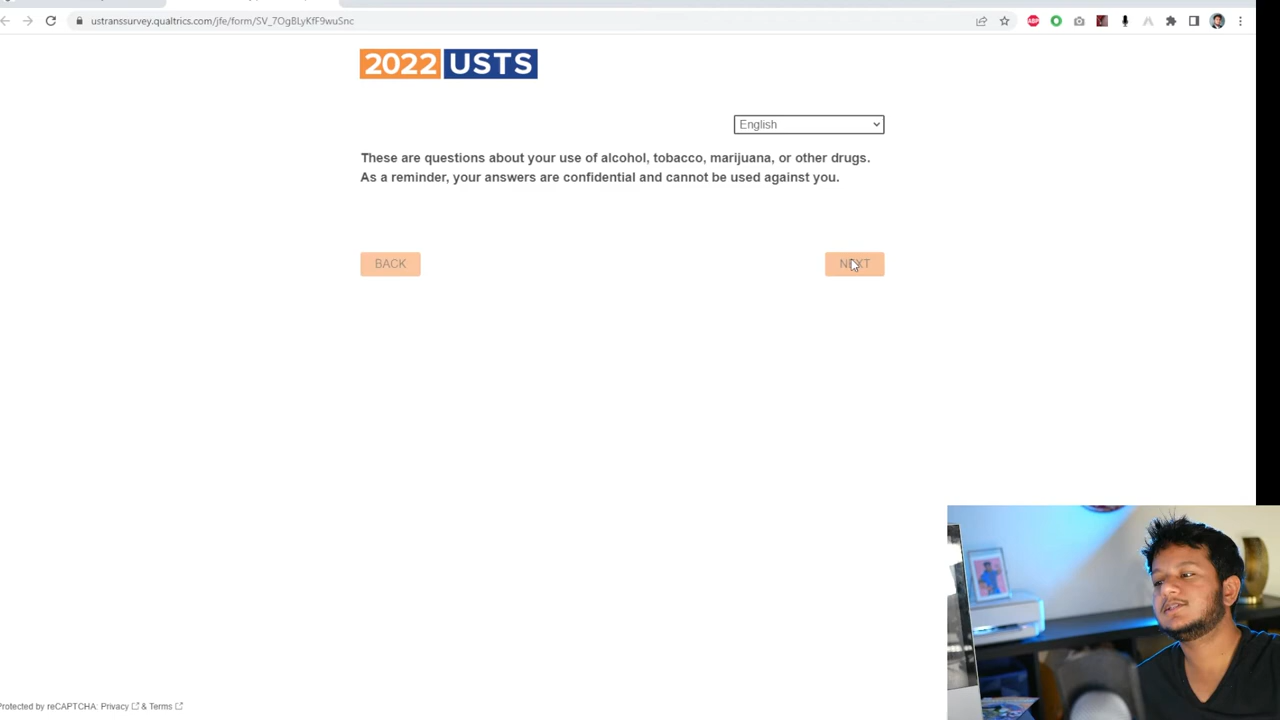 ustranssurvey.qualtrics.com/jfe/form/SV_7OgBLyKfF9wuSnc
ABP
2022 USTS
English
These are questions about your use of alcohol, tobacco, marijuana, or other drugs.
As a reminder, your answers are confidential and cannot be used against you.
BACK
NEXT
Protected by reCAPTCHA: Privacy & Terms